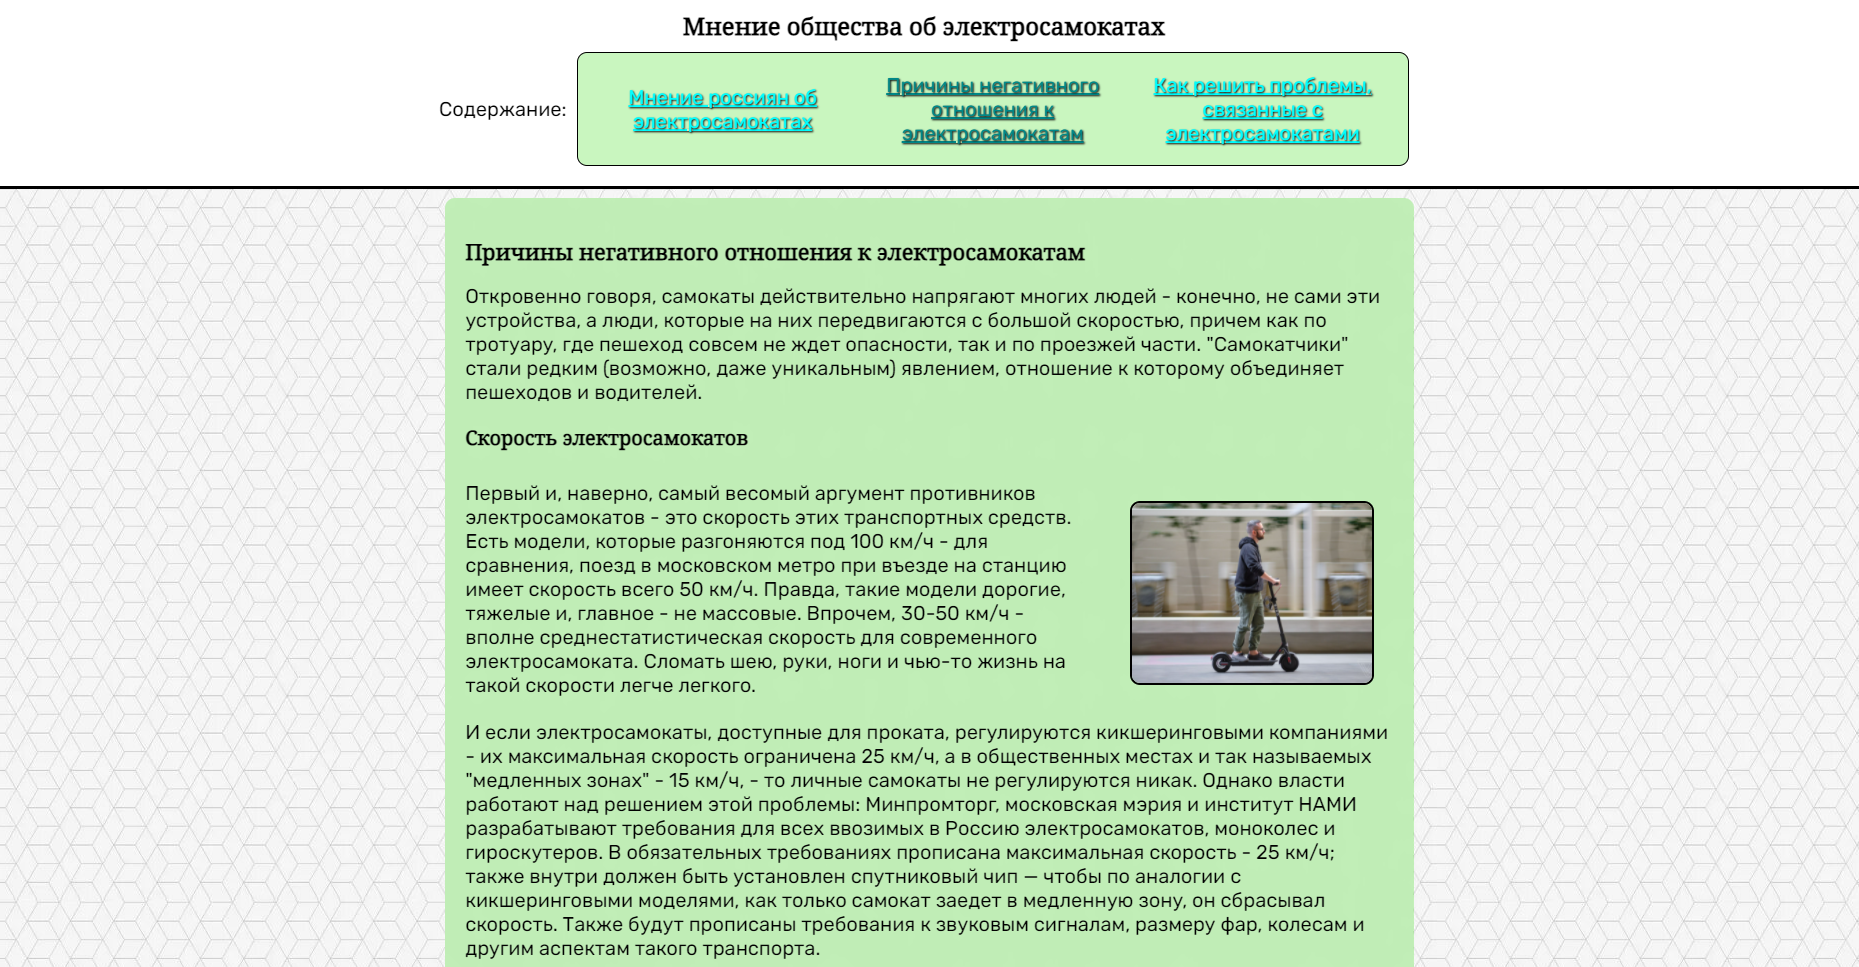 Мнение общества об электросамокатах
Содержание:
Мнение россиян об
электросамокатах
Причины негативного
отношения к
электросамокатам
Как решить проблемы,
связанные с
электросамокатами
Причины негативного отношения к электросамокатам
Откровенно говоря, самокаты действительно напрягают многих людей - конечно, не сами эти
устройства, а люди, которые на них передвигаются с большой скоростью, причем как по
тротуару, где пешеход совсем не ждет опасности, так и по проезжей части. "Самокатчики"
стали редким (возможно, даже уникальным) явлением, отношение к которому объединяет
пешеходов и водителей.
Скорость электросамокатов
Первый и, наверно, самый весомый аргумент противников
электросамокатов - это скорость этих транспортных средств.
Есть модели, которые разгоняются под 100 км/ч - для
сравнения, поезд в московском метро при въезде на станцию
имеет скорость всего 50 км/ч. Правда, такие модели дорогие,
тяжелые и, главное - не массовые. Впрочем, 30-50 км/ч -
вполне среднестатистическая скорость для современного
электросамоката. Сломать шею, руки, ноги и чью-то жизнь на
такой скорости легче легкого.
И если электросамокаты, доступные для проката, регулируются кикшеринговыми компаниями
- их максимальная скорость ограничена 25 км/ч, а в общественных местах и так называемых
"медленных зонах" - 15 км/ч, - то личные самокаты не регулируются никак. Однако власти
работают над решением этой проблемы: Минпромторг, московская мэрия и институт НАМИ
разрабатывают требования для всех ввозимых в Россию электросамокатов, моноколес и
гироскутеров. В обязательных требованиях прописана максимальная скорость - 25 км/ч;
также внутри должен быть установлен спутниковый чип — чтобы по аналогии с
кикшеринговыми моделями, как только самокат заедет в медленную зону, он сбрасывал
скорость. Также будут прописаны требования к звуковым сигналам, размеру фар, колесам и
другим аспектам такого транспорта.